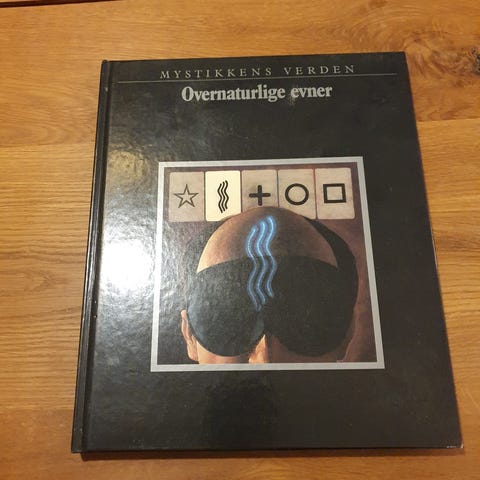 MYSTIKKENS VERDEN
Overnaturlige evner